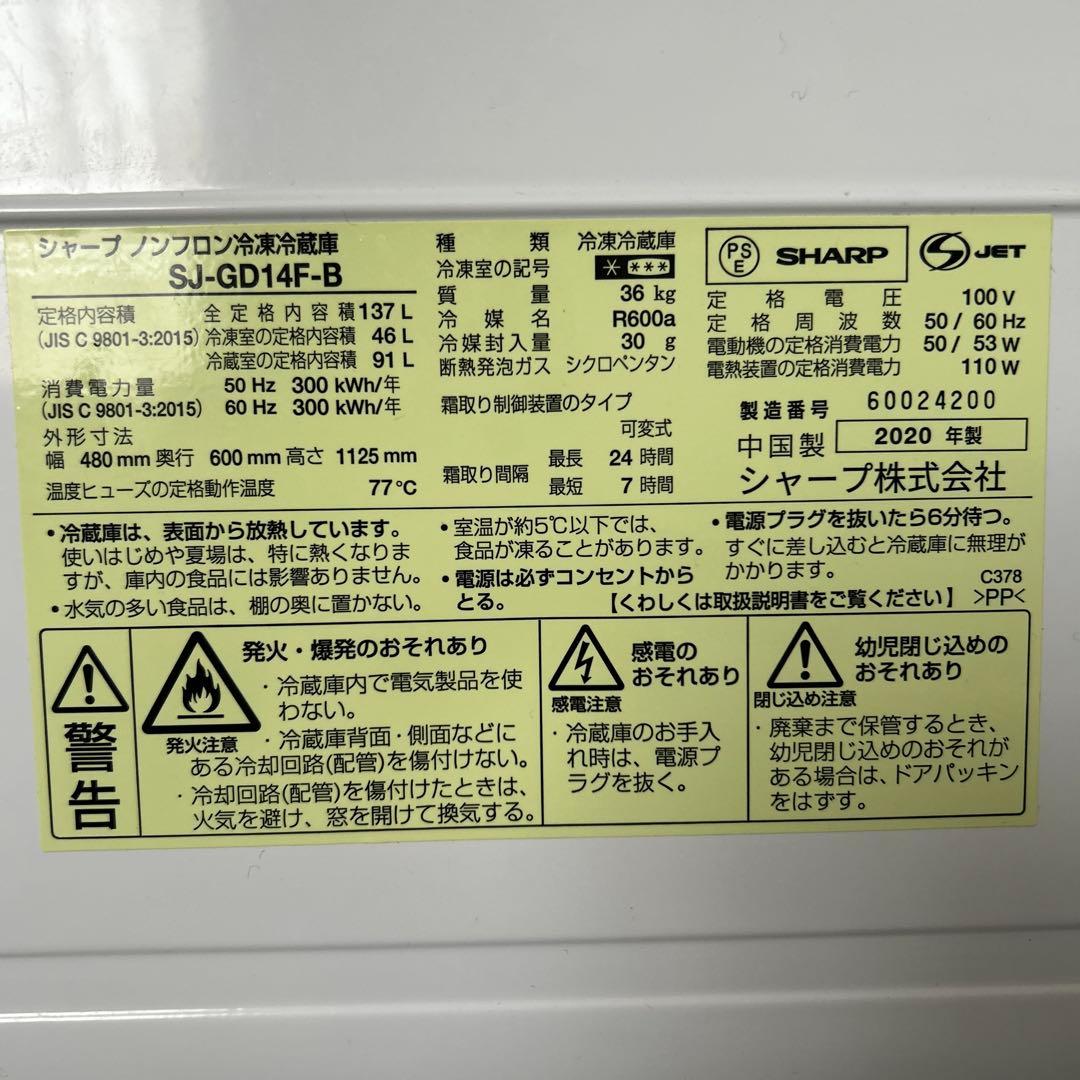 シャープ ノンフロン冷凍冷蔵庫
SJ-GD14F-B
定格内容積
(JIS C 9801-3:2015)
全定格内容積 137 L
冷凍室の定格内容積 46 L
冷蔵室の定格内容積 91 L
消費電力量 50 Hz 300 kWh/年
(JIS C 9801-3:2015) 60 Hz 300 kWh/年
外形寸法
幅 480 mm 奥行 600 mm 高さ 1125 mm
温度ヒューズの定格動作温度 77℃
種類 冷凍冷蔵庫
冷凍室の記号 * ***
質量 36 kg
冷媒名 R600a
冷媒封入量 30 g
断熱発泡ガス シクロペンタン
霜取り制御装置のタイプ
可変式
霜取り間隔 最長 24 時間
最短 7 時間
PSE SHARP
JET
定格電圧 100 V
定格周波数 50 / 60 Hz
電動機の定格消費電力 50 / 53 W
電熱装置の定格消費電力 110 W
製造番号 60024200
中国製 2020 年製
シャープ株式会社
・冷蔵庫は、表面から放熱しています。
使いはじめや夏場は、特に熱くなりま
すが、庫内の食品には影響ありません。
・水気の多い食品は、棚の奥に置かない。
・室温が約5℃以下では、
食品が凍ることがあります。
・電源は必ずコンセントから
とる。
・電源プラグを抜いたら6分待つ。
すぐに差し込むと冷蔵庫に無理が
かかります。
【くわしくは取扱説明書をご覧ください】
C378
>PP<
警告
発火注意
発火・爆発のおそれあり
・冷蔵庫内で電気製品を使
わない。
・冷蔵庫背面・側面などに
ある冷却回路(配管)を傷付けない。
・冷却回路(配管)を傷付けたときは、
火気を避け、窓を開けて換気する。
感電注意
感電の
おそれあり
・冷蔵庫のお手入
れ時は、電源プ
ラグを抜く。
閉じ込め注意
幼児閉じ込めの
おそれあり
・廃棄まで保管するとき、
幼児閉じ込めのおそれが
ある場合は、ドアパッキン
をはずす。